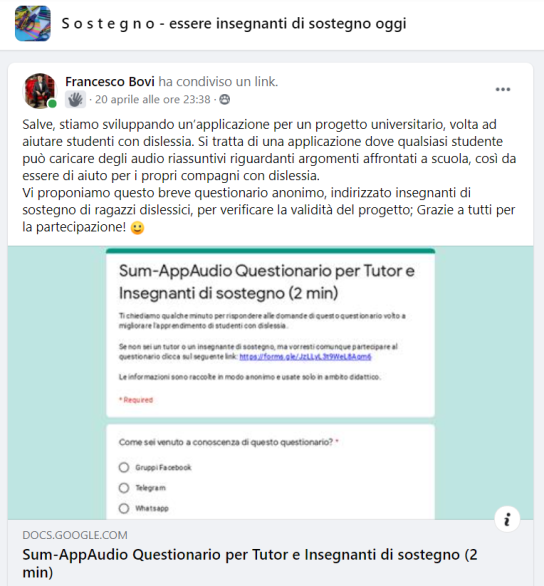 S o s t e g n o - essere insegnanti di sostegno oggi
Francesco Bovi ha condiviso un link.
· 20 aprile alle ore 23:38 ·
Salve, stiamo sviluppando un'applicazione per un progetto universitario, volta ad
aiutare studenti con dislessia. Si tratta di una applicazione dove qualsiasi studente
può caricare degli audio riassuntivi riguardanti argomenti affrontati a scuola, così da
essere di aiuto per i propri compagni con dislessia.
Vi proponiamo questo breve questionario anonimo, indirizzato insegnanti di
sostegno di ragazzi dislessici, per verificare la validità del progetto; Grazie a tutti per
la partecipazione! 😉
Sum-AppAudio Questionario per Tutor e
Insegnanti di sostegno (2 min)
Ti chiediamo qualche minuto per rispondere alle domande di questo questionario volto a
migliorare l'apprendimento di studenti con dislessia.
Se non sei un tutor o un insegnante di sostegno, ma vorresti comunque partecipare al
questionario clicca sul seguente link:
Le informazioni sono raccolte in modo anonimo e usate solo in ambito didattico.
* Required
Come sei venuto a conoscenza di questo questionario? *
Gruppi Facebook
Telegram
Whatsapp
DOCS.GOOGLE.COM
Sum-AppAudio Questionario per Tutor e Insegnanti di sostegno (2
min)